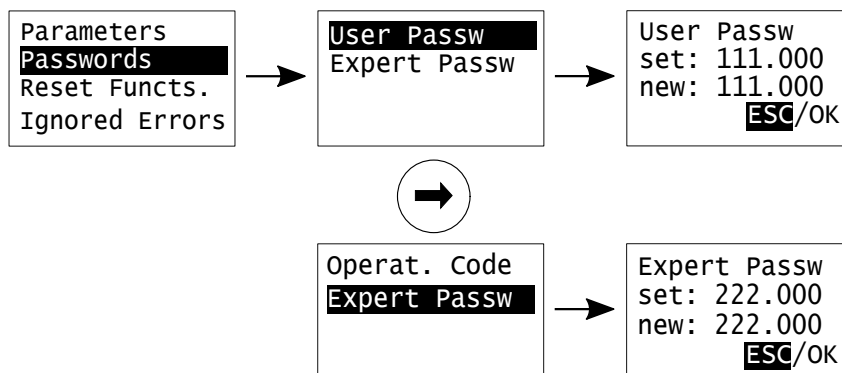 Parameters
Passwords
Reset Functs.
Ignored Errors
User Passw
Expert Passw
User Passw
set: 111.000
new: 111.000
ESC/OK
Operat. Code
Expert Passw
Expert Passw
set: 222.000
new: 222.000
ESC/OK